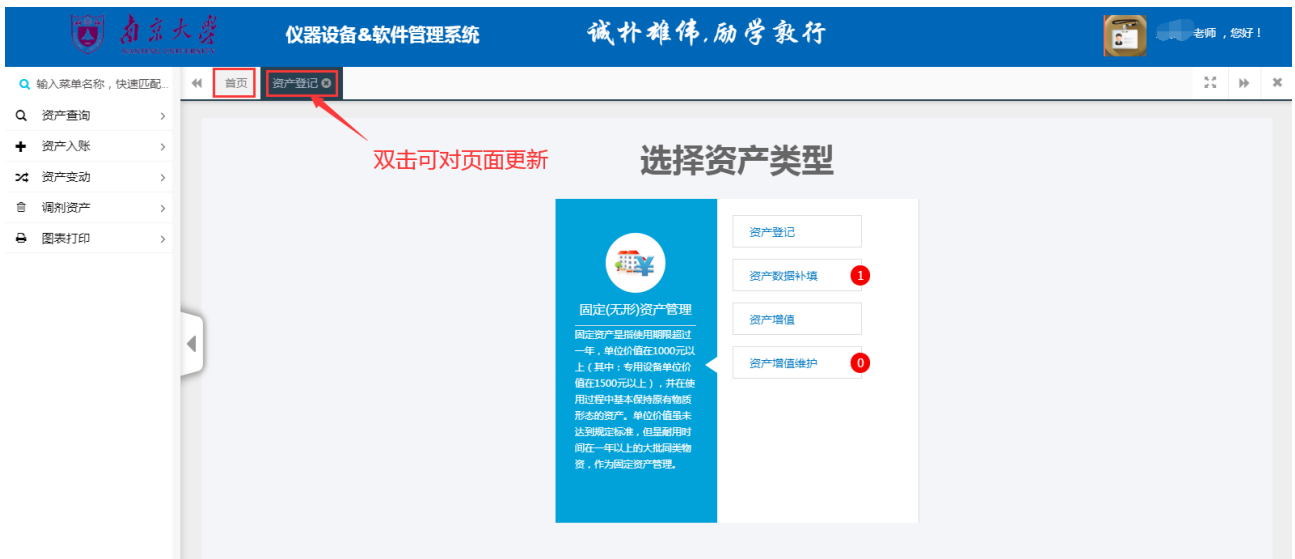 南京大学
NANJING UNIVERSITY
仪器设备&软件管理系统
诚朴雄伟,励学敦行
老师，您好！
输入菜单名称，快速匹配...
首页
资产登记
资产查询
资产入账
资产变动
调剂资产
图表打印
双击可对页面更新
选择资产类型
固定(无形)资产管理
固定资产是指使用期限超过
一年，单位价值在1000元以
上（其中：专用设备单位价
值在1500元以上），并在使
用过程中基本保持原有物质
形态的资产。单位价值虽未
达到规定标准，但是耐用时
间在一年以上的大批同类物
资，作为固定资产管理。
资产登记
资产数据补填
1
资产增值
资产增值维护
0